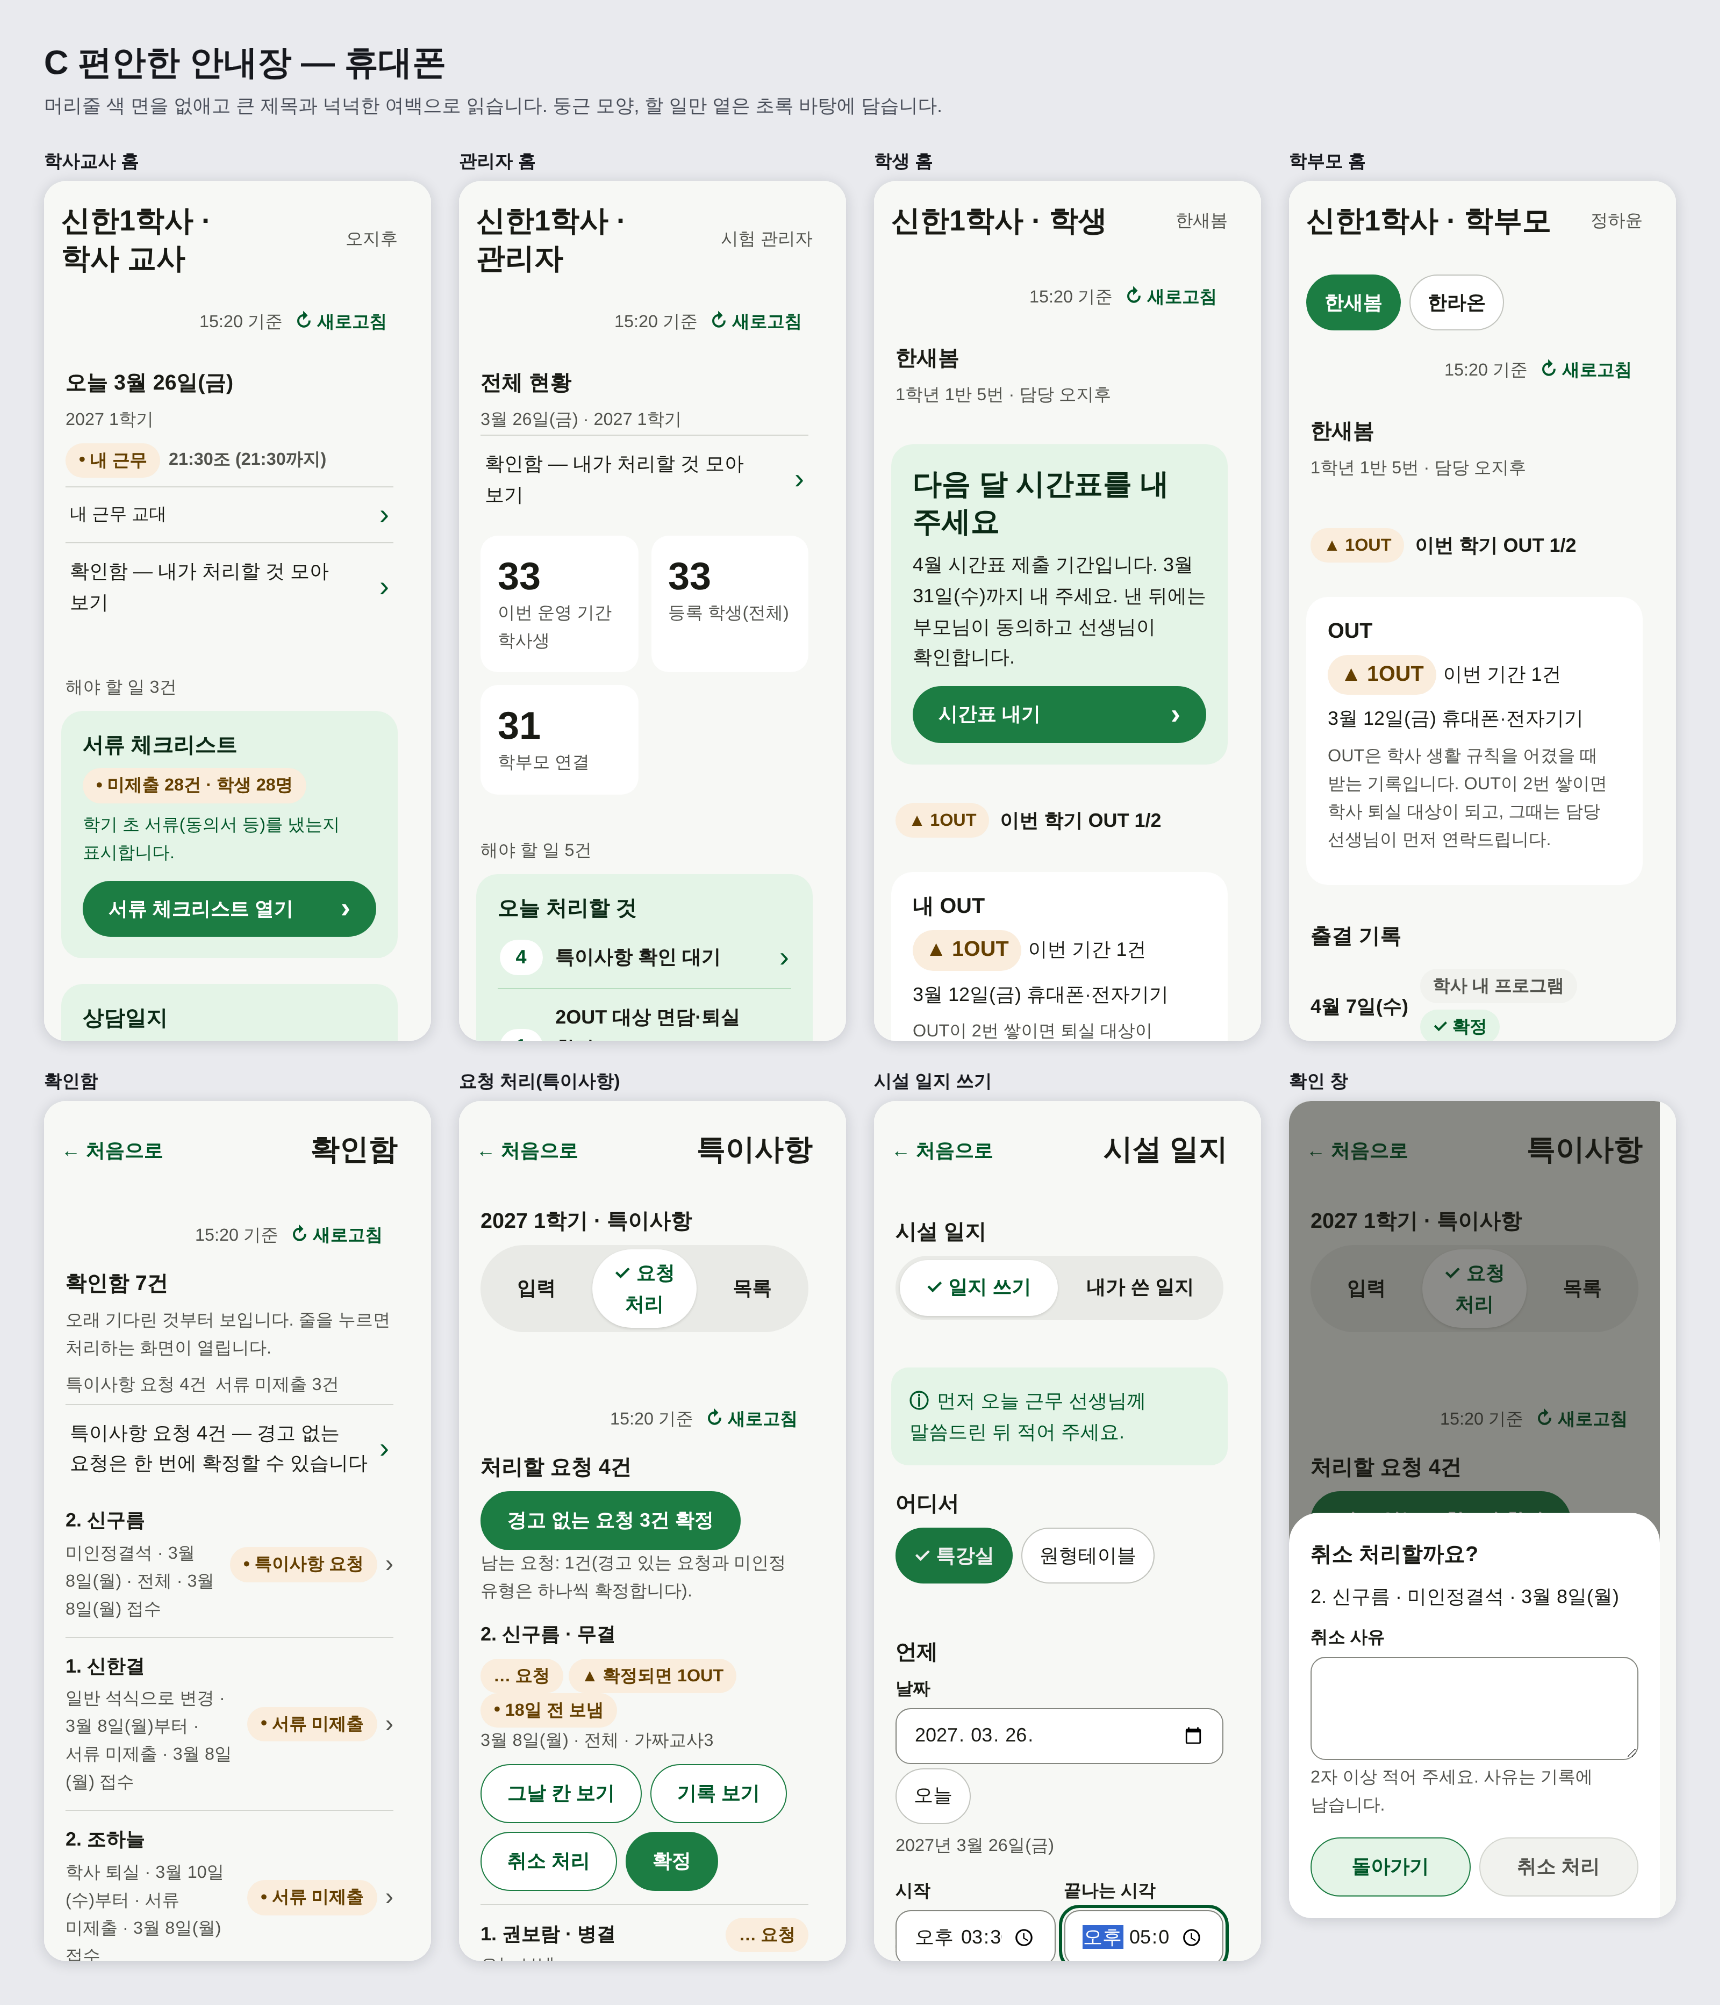 C 편안한 안내장 — 휴대폰
머리줄 색 면을 없애고 큰 제목과 넉넉한 여백으로 읽습니다. 둥근 모양, 할 일만 옅은 초록 바탕에 담습니다.
학사교사 홈
신한1학사 ·
학사 교사
오지후
15:20 기준 새로고침
오늘 3월 26일(금)
2027 1학기
• 내 근무 21:30조 (21:30까지)
내 근무 교대 ›
확인함 — 내가 처리할 것 모아
보기 ›
해야 할 일 3건
서류 체크리스트
• 미제출 28건 · 학생 28명
학기 초 서류(동의서 등)를 냈는지
표시합니다.
서류 체크리스트 열기 ›
상담일지
관리자 홈
신한1학사 ·
관리자
시험 관리자
15:20 기준 새로고침
전체 현황
3월 26일(금) · 2027 1학기
확인함 — 내가 처리할 것 모아
보기 ›
33
이번 운영 기간
학사생
33
등록 학생(전체)
31
학부모 연결
해야 할 일 5건
오늘 처리할 것
4 특이사항 확인 대기 ›
2OUT 대상 면담·퇴실
학생 홈
신한1학사 · 학생
한새봄
15:20 기준 새로고침
한새봄
1학년 1반 5번 · 담당 오지후
다음 달 시간표를 내
주세요
4월 시간표 제출 기간입니다. 3월
31일(수)까지 내 주세요. 낸 뒤에는
부모님이 동의하고 선생님이
확인합니다.
시간표 내기 ›
▲ 1OUT 이번 학기 OUT 1/2
내 OUT
▲ 1OUT 이번 기간 1건
3월 12일(금) 휴대폰·전자기기
OUT이 2번 쌓이면 퇴실 대상이
학부모 홈
신한1학사 · 학부모
정하윤
한새봄 한라온
15:20 기준 새로고침
한새봄
1학년 1반 5번 · 담당 오지후
▲ 1OUT 이번 학기 OUT 1/2
OUT
▲ 1OUT 이번 기간 1건
3월 12일(금) 휴대폰·전자기기
OUT은 학사 생활 규칙을 어겼을 때
받는 기록입니다. OUT이 2번 쌓이면
학사 퇴실 대상이 되고, 그때는 담당
선생님이 먼저 연락드립니다.
출결 기록
4월 7일(수) 학사 내 프로그램
✓ 확정
확인함
← 처음으로 확인함
15:20 기준 새로고침
확인함 7건
오래 기다린 것부터 보입니다. 줄을 누르면
처리하는 화면이 열립니다.
특이사항 요청 4건 서류 미제출 3건
특이사항 요청 4건 — 경고 없는
요청은 한 번에 확정할 수 있습니다 ›
2. 신구름
미인정결석 · 3월
8일(월) · 전체 · 3월
8일(월) 접수
• 특이사항 요청 ›
1. 신한결
일반 석식으로 변경 ·
3월 8일(월)부터 ·
서류 미제출 · 3월 8일
(월) 접수
• 서류 미제출 ›
2. 조하늘
학사 퇴실 · 3월 10일
(수)부터 · 서류
미제출 · 3월 8일(월)
접수
• 서류 미제출 ›
요청 처리(특이사항)
← 처음으로 특이사항
2027 1학기 · 특이사항
입력
✓ 요청
처리
목록
15:20 기준 새로고침
처리할 요청 4건
경고 없는 요청 3건 확정
남는 요청: 1건(경고 있는 요청과 미인정
유형은 하나씩 확정합니다).
2. 신구름 · 무결
… 요청 ▲ 확정되면 1OUT
• 18일 전 보냄
3월 8일(월) · 전체 · 가짜교사3
그날 칸 보기 기록 보기
취소 처리 확정
1. 권보람 · 병결 … 요청
시설 일지 쓰기
← 처음으로 시설 일지
시설 일지
✓ 일지 쓰기 내가 쓴 일지
ⓘ 먼저 오늘 근무 선생님께
말씀드린 뒤 적어 주세요.
어디서
✓ 특강실 원형테이블
언제
날짜
2027. 03. 26.
오늘
2027년 3월 26일(금)
시작 끝나는 시각
오후 03:3 오후 05:0
확인 창
← 처음으로 특이사항
2027 1학기 · 특이사항
입력
✓ 요청
처리
목록
15:20 기준 새로고침
처리할 요청 4건
취소 처리할까요?
2. 신구름 · 미인정결석 · 3월 8일(월)
취소 사유
2자 이상 적어 주세요. 사유는 기록에
남습니다.
돌아가기 취소 처리